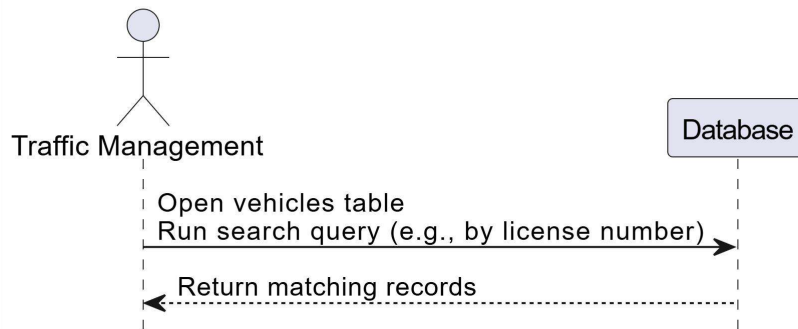 Traffic Management
Database
Open vehicles table
Run search query (e.g., by license number)
Return matching records